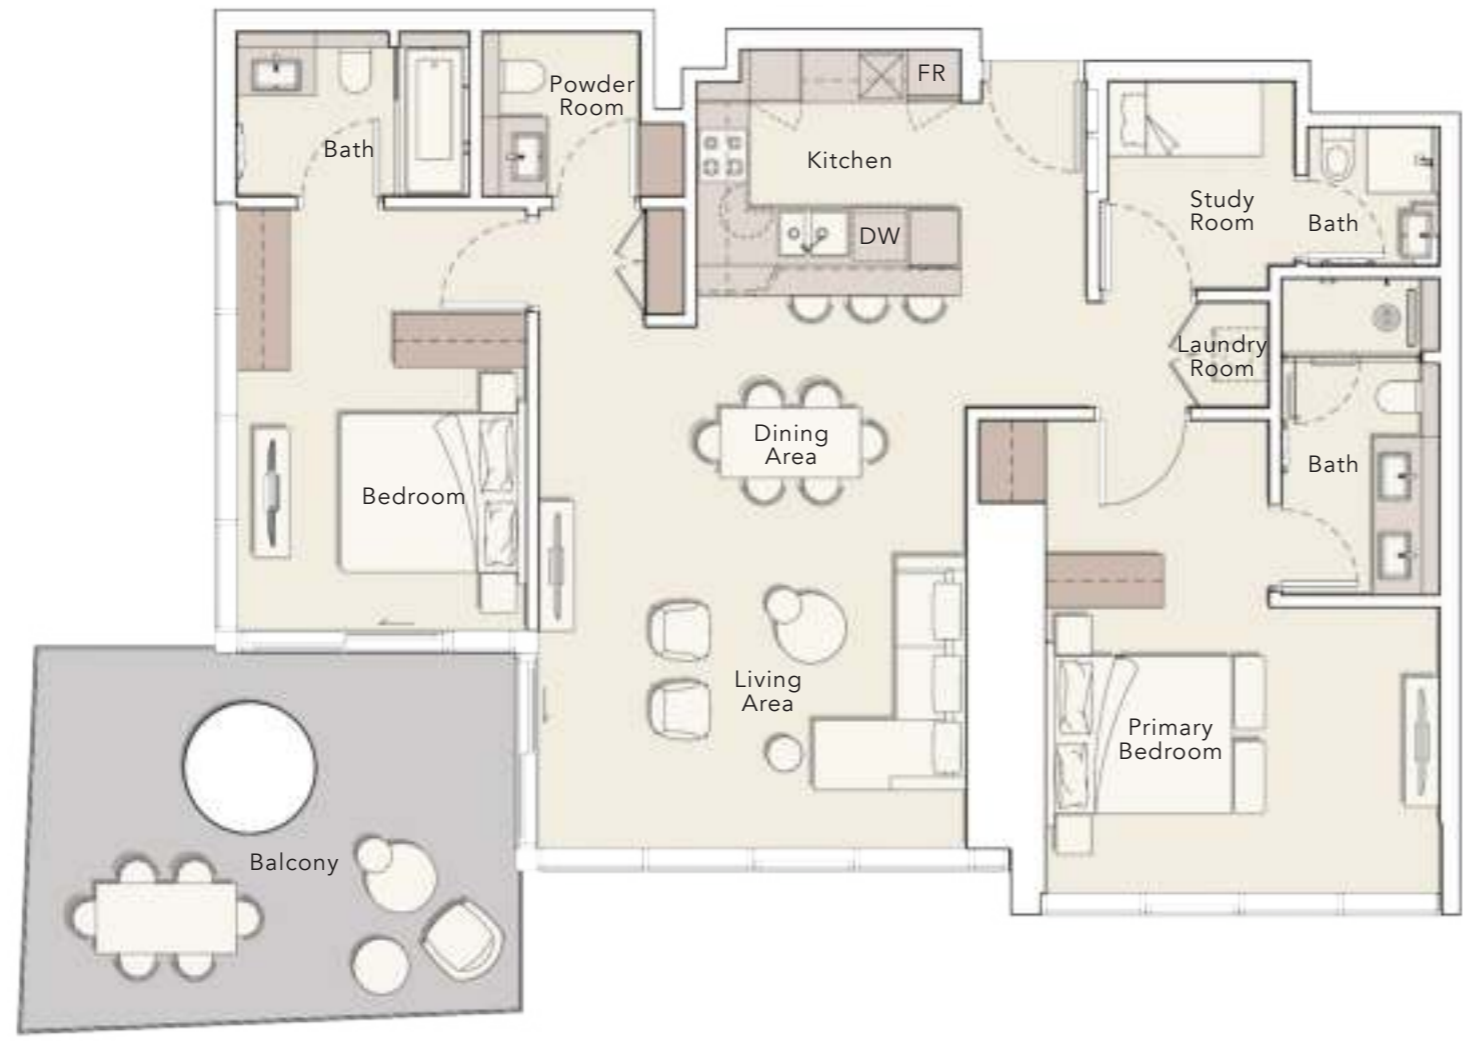 FR
Powder
Room
Bath
Kitchen
Study
Room
Bath
DW
Laundry
Room
Dining
Area
Bath
Bedroom
Living
Area
Primary
Bedroom
Balcony